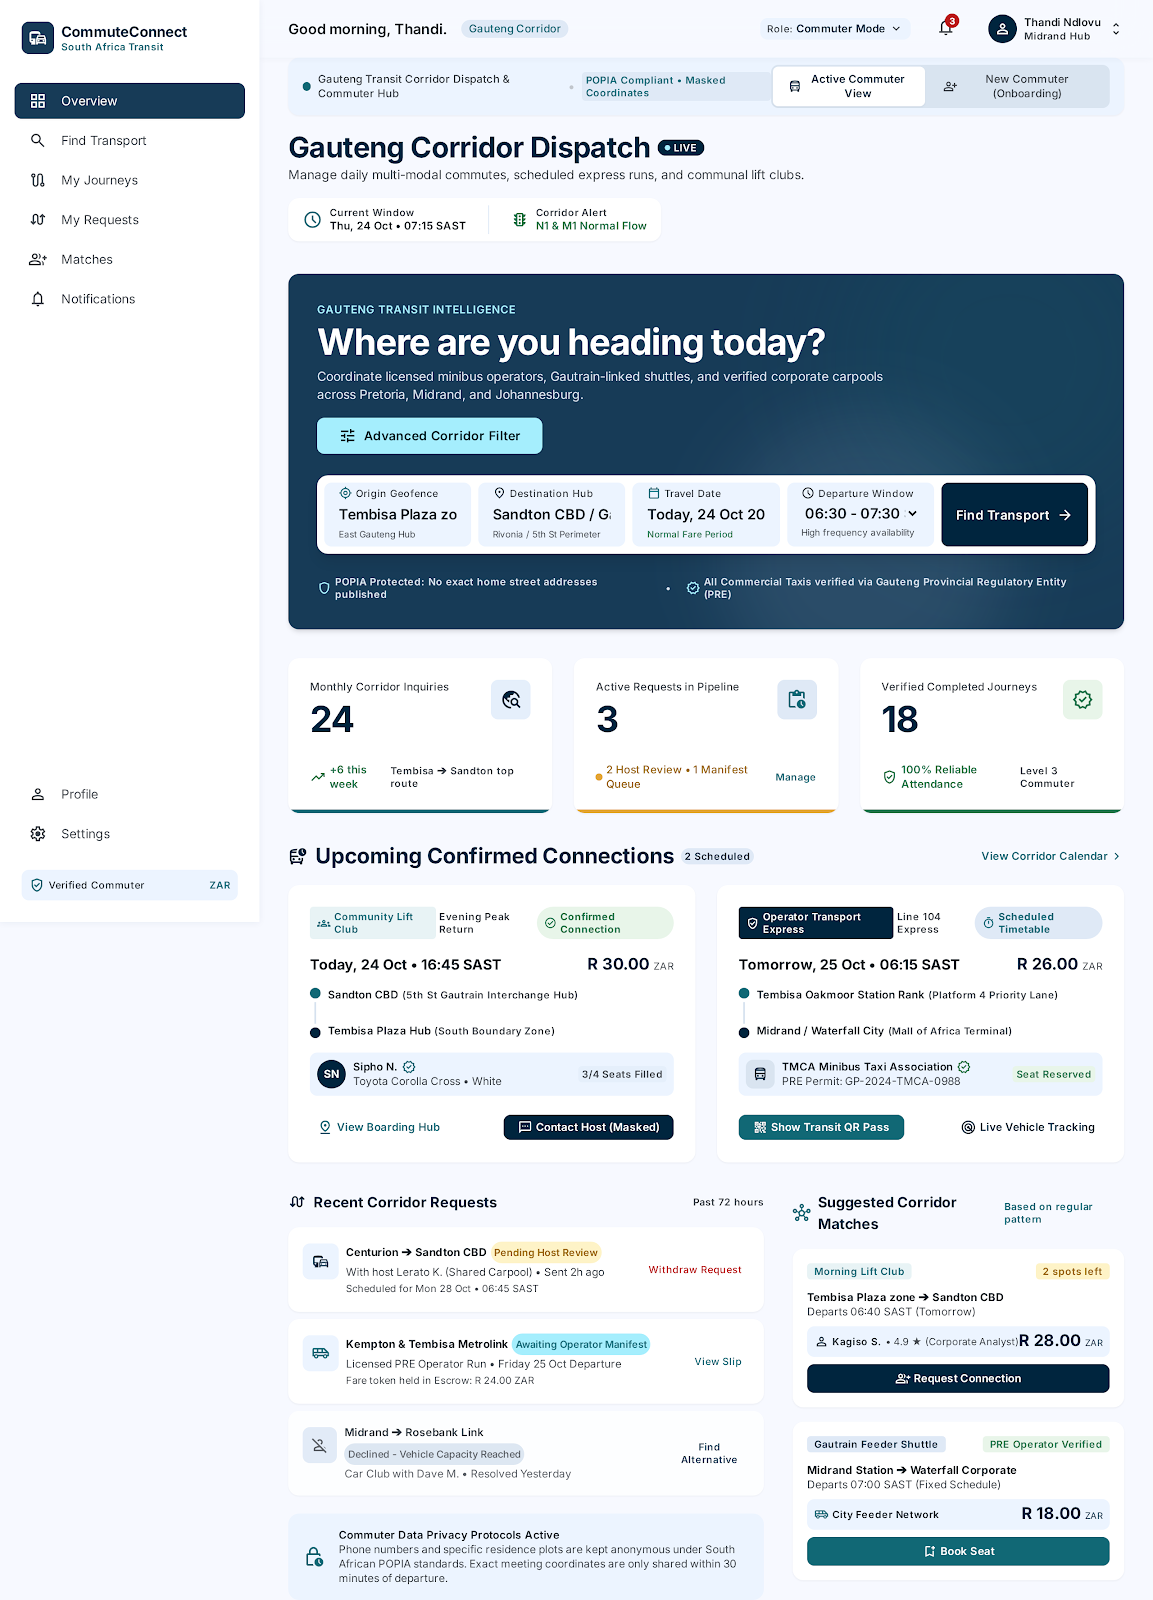 CommuteConnect
South Africa Transit
Overview
Find Transport
My Journeys
My Requests
Matches
Notifications
Profile
Settings
Verified Commuter
ZAR
Good morning, Thandi.
Gauteng Corridor
Role: Commuter Mode
3
Thandi Ndlovu
Midrand Hub
Gauteng Transit Corridor Dispatch &
Commuter Hub
• POPIA Compliant • Masked
Coordinates
Active Commuter
View
New Commuter
(Onboarding)
Gauteng Corridor Dispatch
LIVE
Manage daily multi-modal commutes, scheduled express runs, and communal lift clubs.
Current Window
Thu, 24 Oct • 07:15 SAST
Corridor Alert
N1 & M1 Normal Flow
GAUTENG TRANSIT INTELLIGENCE
Where are you heading today?
Coordinate licensed minibus operators, Gautrain-linked shuttles, and verified corporate carpools
across Pretoria, Midrand, and Johannesburg.
Advanced Corridor Filter
Origin Geofence
Tembisa Plaza zo
East Gauteng Hub
Destination Hub
Sandton CBD / Ga
Rivonia / 5th St Perimeter
Travel Date
Today, 24 Oct 20
Normal Fare Period
Departure Window
06:30 - 07:30
High frequency availability
Find Transport →
POPIA Protected: No exact home street addresses
published
•
All Commercial Taxis verified via Gauteng Provincial Regulatory Entity
(PRE)
Monthly Corridor Inquiries
24
+6 this
week
Tembisa ➔ Sandton top
route
Active Requests in Pipeline
3
2 Host Review • 1 Manifest
Queue
Manage
Verified Completed Journeys
18
100% Reliable
Attendance
Level 3
Commuter
Upcoming Confirmed Connections
2 Scheduled
View Corridor Calendar
Community Lift
Club
Evening Peak
Return
Confirmed
Connection
Today, 24 Oct • 16:45 SAST
R 30.00 ZAR
Sandton CBD (5th St Gautrain Interchange Hub)
Tembisa Plaza Hub (South Boundary Zone)
SN
Sipho N.
Toyota Corolla Cross • White
3/4 Seats Filled
View Boarding Hub
Contact Host (Masked)
Operator Transport
Express
Line 104
Express
Scheduled
Timetable
Tomorrow, 25 Oct • 06:15 SAST
R 26.00 ZAR
Tembisa Oakmoor Station Rank (Platform 4 Priority Lane)
Midrand / Waterfall City (Mall of Africa Terminal)
TMCA Minibus Taxi Association
PRE Permit: GP-2024-TMCA-0988
Seat Reserved
Show Transit QR Pass
Live Vehicle Tracking
Recent Corridor Requests
Past 72 hours
Centurion ➔ Sandton CBD
Pending Host Review
With host Lerato K. (Shared Carpool) • Sent 2h ago
Scheduled for Mon 28 Oct • 06:45 SAST
Withdraw Request
Kempton & Tembisa Metrolink
Awaiting Operator Manifest
Licensed PRE Operator Run • Friday 25 Oct Departure
Fare token held in Escrow: R 24.00 ZAR
View Slip
Midrand ➔ Rosebank Link
Declined - Vehicle Capacity Reached
Car Club with Dave M. • Resolved Yesterday
Find
Alternative
Commuter Data Privacy Protocols Active
Phone numbers and specific residence plots are kept anonymous under South
African POPIA standards. Exact meeting coordinates are only shared within 30
minutes of departure.
Suggested Corridor
Matches
Based on regular
pattern
Morning Lift Club
2 spots left
Tembisa Plaza zone ➔ Sandton CBD
Departs 06:40 SAST (Tomorrow)
Kagiso S. • 4.9 ★ (Corporate Analyst)
R 28.00 ZAR
Request Connection
Gautrain Feeder Shuttle
PRE Operator Verified
Midrand Station ➔ Waterfall Corporate
Departs 07:00 SAST (Fixed Schedule)
City Feeder Network
R 18.00 ZAR
Book Seat